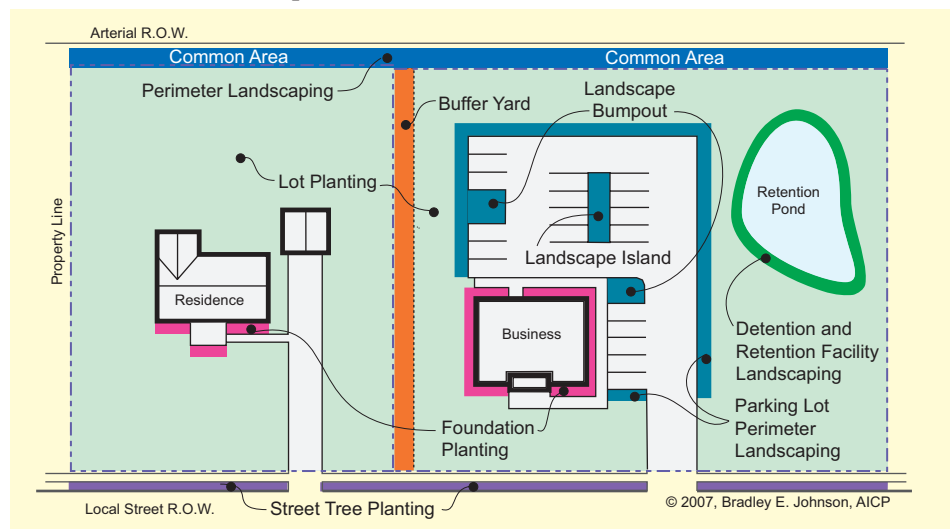 Arterial R.O.W.
Common Area
Common Area
Perimeter Landscaping
Buffer Yard
Landscape
Bumpout
Lot Planting
Retention
Pond
Property Line
Landscape Island
Residence
Business
Detention and
Retention Facility
Landscaping
Parking Lot
Perimeter
Landscaping
Foundation
Planting
Street Tree Planting
Local Street R.O.W.
© 2007, Bradley E. Johnson, AICP